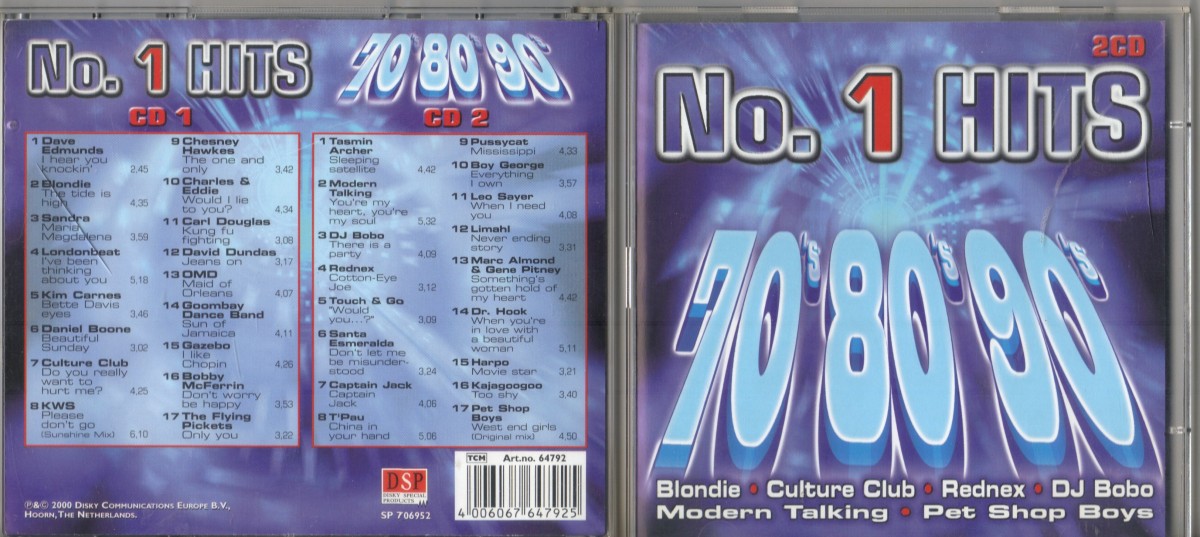 No. 1 HITS 70's 80's 90's
CD 1
1 Dave
Edmunds
I hear you
knockin' 2,45
2 Blondie
The tide is
high 4,35
3 Sandra
Maria
Magdalena 3,59
4 Londonbeat
I've been
thinking
about you 5,18
5 Kim Carnes
Bette Davis
eyes 3,46
6 Daniel Boone
Beautiful
Sunday 3,02
7 Culture Club
Do you really
want to
hurt me? 4,25
8 KWS
Please
don't go
(Sunshine Mix) 6,10
9 Chesney
Hawkes
The one and
only 3,42
10 Charles &
Eddie
Would I lie
to you? 4,34
11 Carl Douglas
Kung fu
fighting 3,08
12 David Dundas
Jeans on 3,17
13 OMD
Maid of
Orleans 4,07
14 Goombay
Dance Band
Sun of
Jamaica 4,11
15 Gazebo
I like
Chopin 4,26
16 Bobby
McFerrin
Don't worry
be happy 3,53
17 The Flying
Pickets
Only you 3,22
CD 2
1 Tasmin
Archer
Sleeping
satellite 4,42
2 Modern
Talking
You're my
heart, you're
my soul 5,32
3 DJ Bobo
There is a
party 4,09
4 Rednex
Cotton-Eye
Joe 3,12
5 Touch & Go
"Would
you...?" 3,09
6 Santa
Esmeralda
Don't let me
be misunder-
stood 3,24
7 Captain Jack
Captain
Jack 4,06
8 T'Pau
China in
your hand 5,06
9 Pussycat
Mississippi 4,33
10 Boy George
Everything
I own 3,57
11 Leo Sayer
When I need
you 4,08
12 Limahl
Never ending
story 3,31
13 Marc Almond
& Gene Pitney
Something's
gotten hold of
my heart 4,42
14 Dr. Hook
When you're
in love with
a beautiful
woman 5,11
15 Harpo
Movie star 3,21
16 Kajagoogoo
Too shy 3,40
17 Pet Shop
Boys
West end girls
(Original mix) 4,50
℗&© 2000 Disky Communications Europe B.V.,
Hoorn, The Netherlands.
DSP
DISKY SPECIAL
PRODUCTS
SP 706952
TCM Art.no. 64792
4 006067 647925
2CD
No. 1 HITS
70's 80's 90's
Blondie • Culture Club • Rednex • DJ Bobo
Modern Talking • Pet Shop Boys